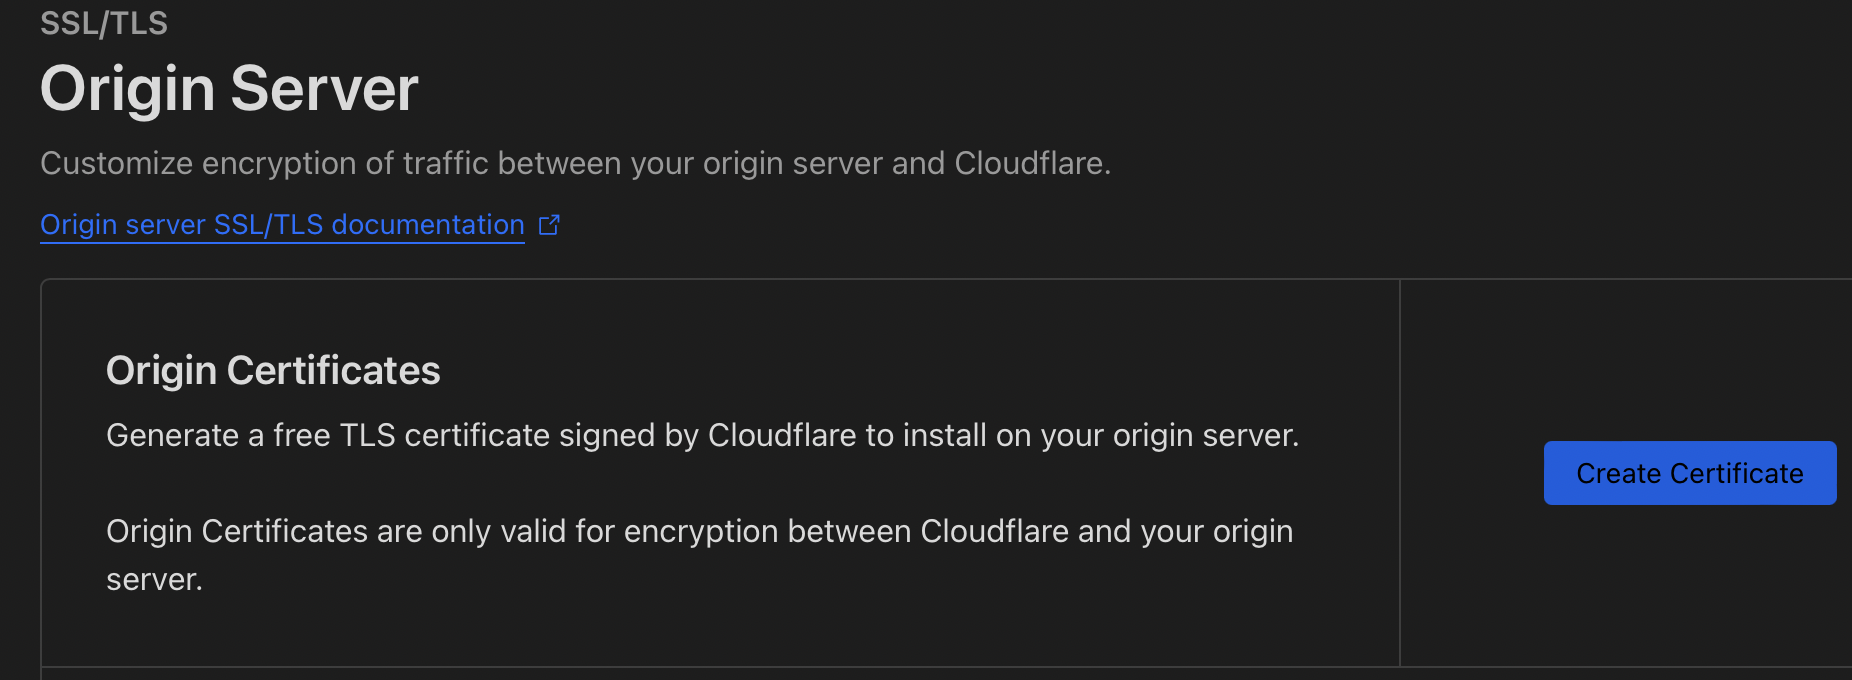 SSL/TLS
Origin Server
Customize encryption of traffic between your origin server and Cloudflare.
Origin server SSL/TLS documentation
Origin Certificates
Generate a free TLS certificate signed by Cloudflare to install on your origin server.
Create Certificate
Origin Certificates are only valid for encryption between Cloudflare and your origin
server.